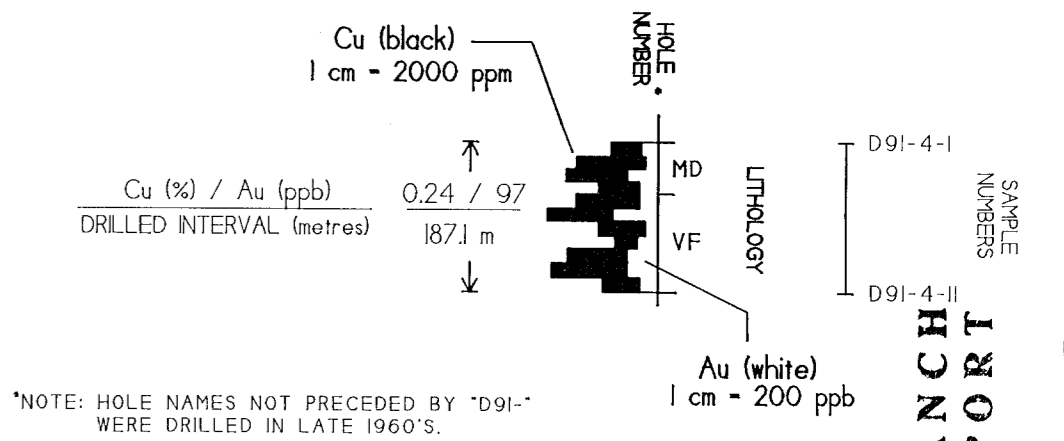 Cu (black)
1 cm = 2000 ppm
HOLE
NUMBER *
Cu (%) / Au (ppb)
DRILLED INTERVAL (metres)
0.24 / 97
187.1 m
MD
VF
LITHOLOGY
D91-4-1
D91-4-11
SAMPLE
NUMBERS
Au (white)
1 cm = 200 ppb
*NOTE: HOLE NAMES NOT PRECEDED BY "D91-"
WERE DRILLED IN LATE 1960'S.